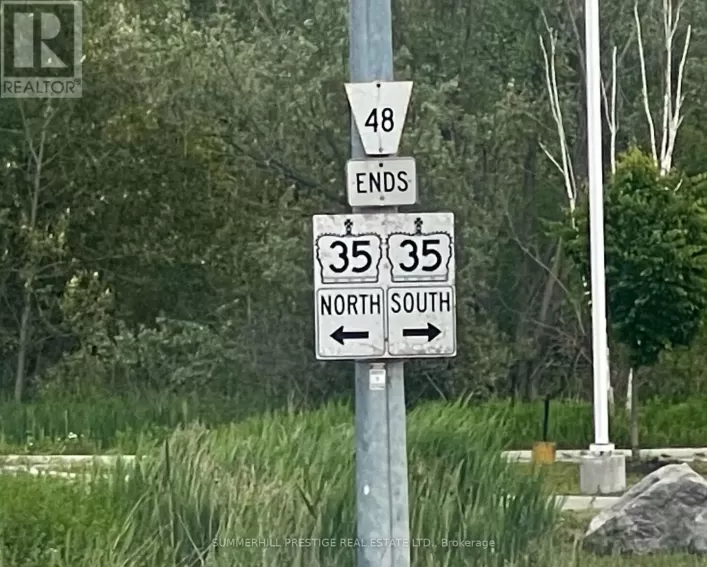 R
REALTOR®
48
ENDS
35 35
NORTH SOUTH
SUMMERHILL PRESTIGE REAL ESTATE LTD., Brokerage